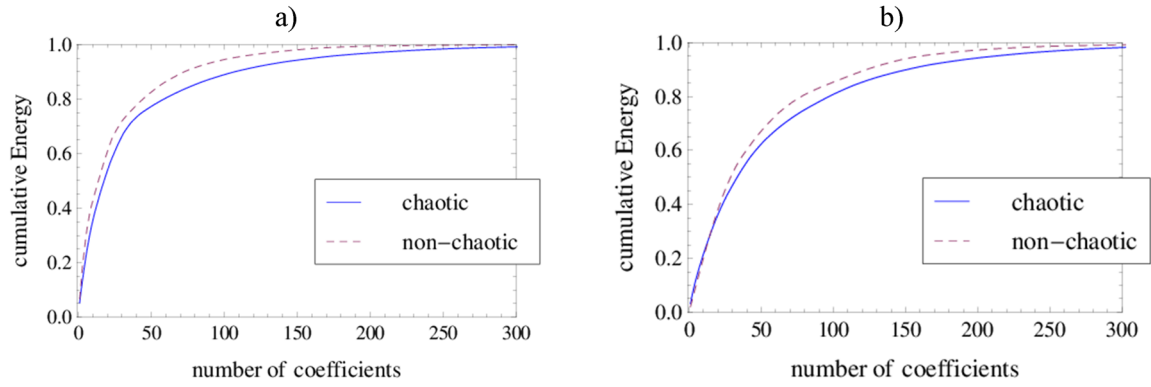 a)
1.0
0.8
0.6
0.4
0.2
0.0
cumulative Energy
chaotic
non−chaotic
0 50 100 150 200 250 300
number of coefficients
b)
1.0
0.8
0.6
0.4
0.2
0.0
cumulative Energy
chaotic
non−chaotic
0 50 100 150 200 250 300
number of coefficients